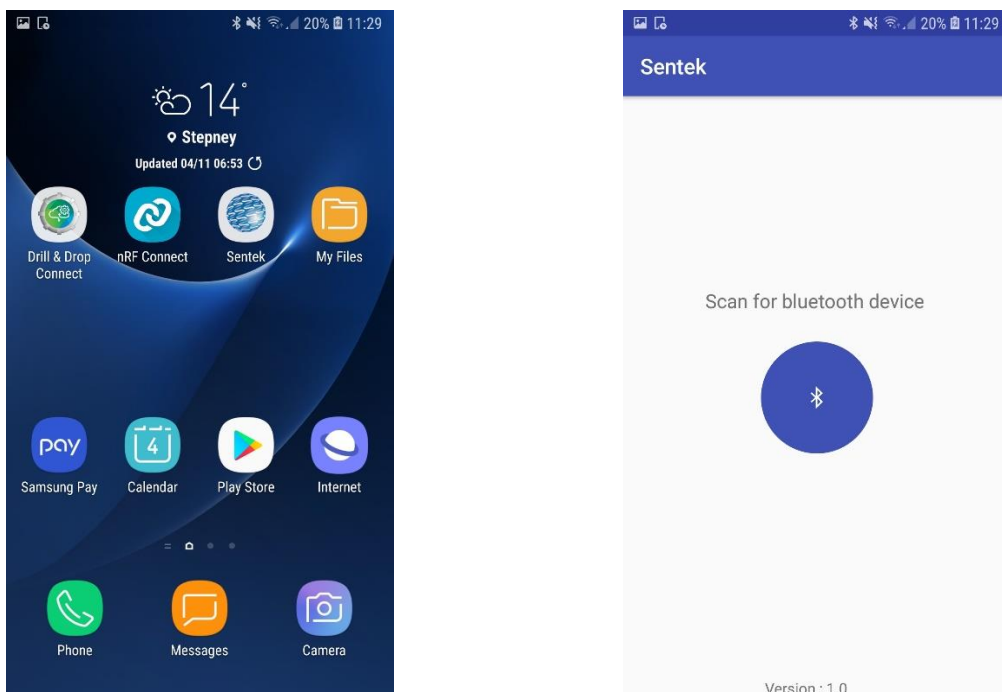 20% 11:29
14°
Stepney
Updated 04/11 06:53
Drill & Drop
Connect
nRF Connect
Sentek
My Files
pay
Samsung Pay
4
Calendar
Play Store
Internet
Phone
Messages
Camera
20% 11:29
Sentek
Scan for bluetooth device
Version : 1.0